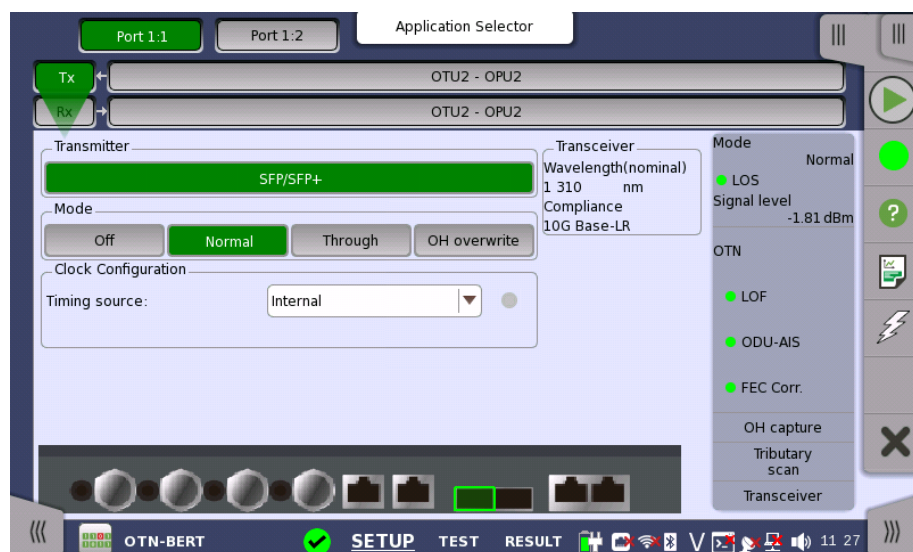 Port 1:1
Port 1:2
Application Selector
Tx
OTU2 - OPU2
Rx
OTU2 - OPU2
Transmitter
SFP/SFP+
Mode
Off
Normal
Through
OH overwrite
Clock Configuration
Timing source:
Internal
Transceiver
Wavelength(nominal)
1 310 nm
Compliance
10G Base-LR
Mode
Normal
LOS
Signal level
-1.81 dBm
OTN
LOF
ODU-AIS
FEC Corr.
OH capture
Tributary
scan
Transceiver
OTN-BERT
SETUP
TEST
RESULT
V
11 27